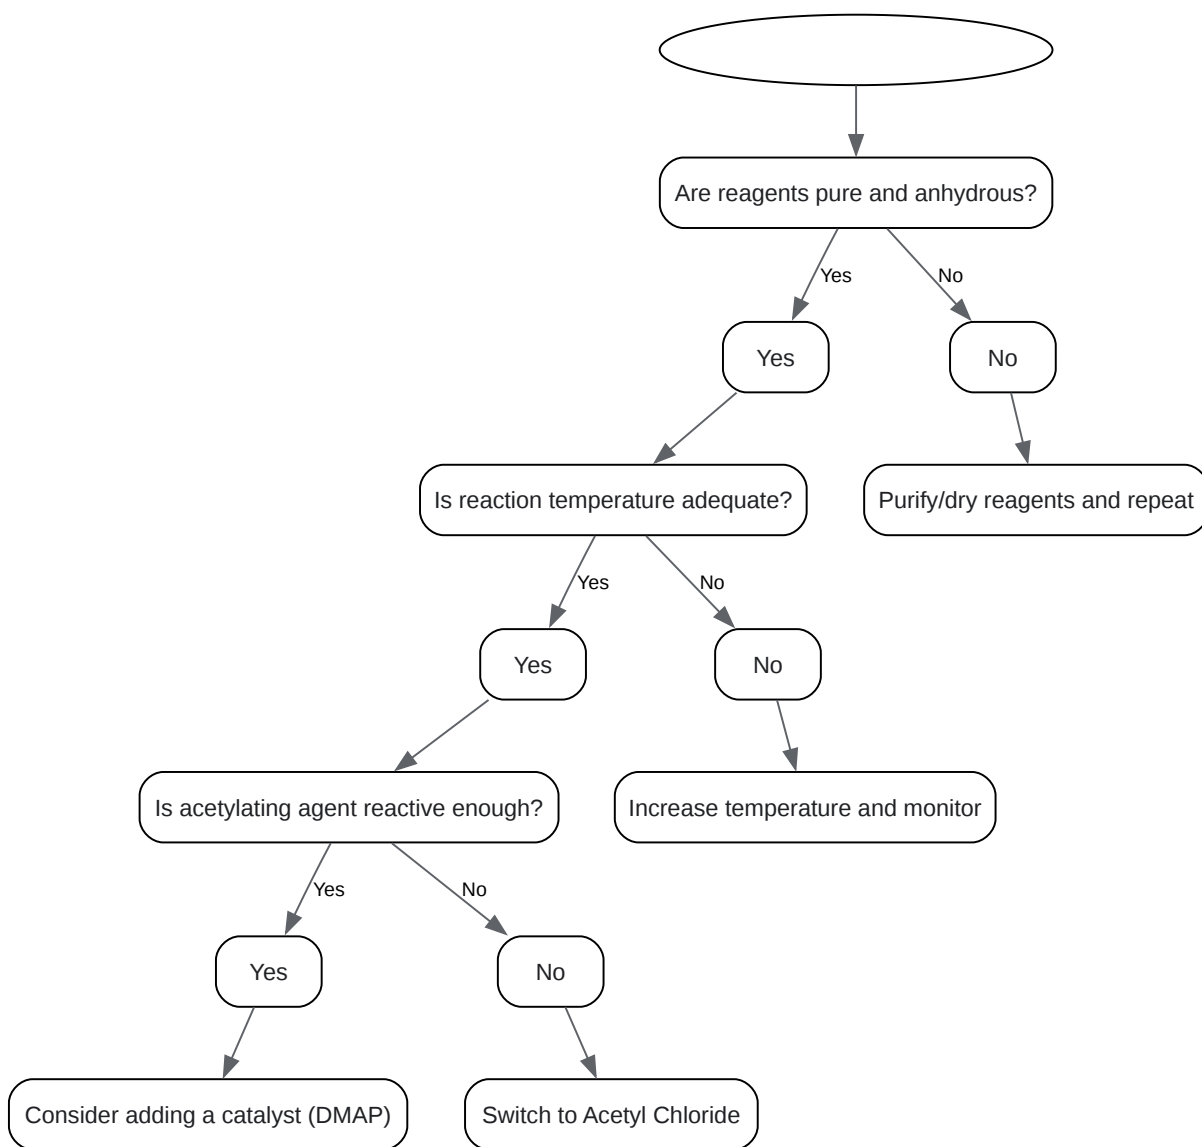 Are reagents pure and anhydrous?
Yes
No
Yes
No
Is reaction temperature adequate?
Purify/dry reagents and repeat
Yes
No
Yes
No
Is acetylating agent reactive enough?
Increase temperature and monitor
Yes
No
Yes
No
Consider adding a catalyst (DMAP)
Switch to Acetyl Chloride